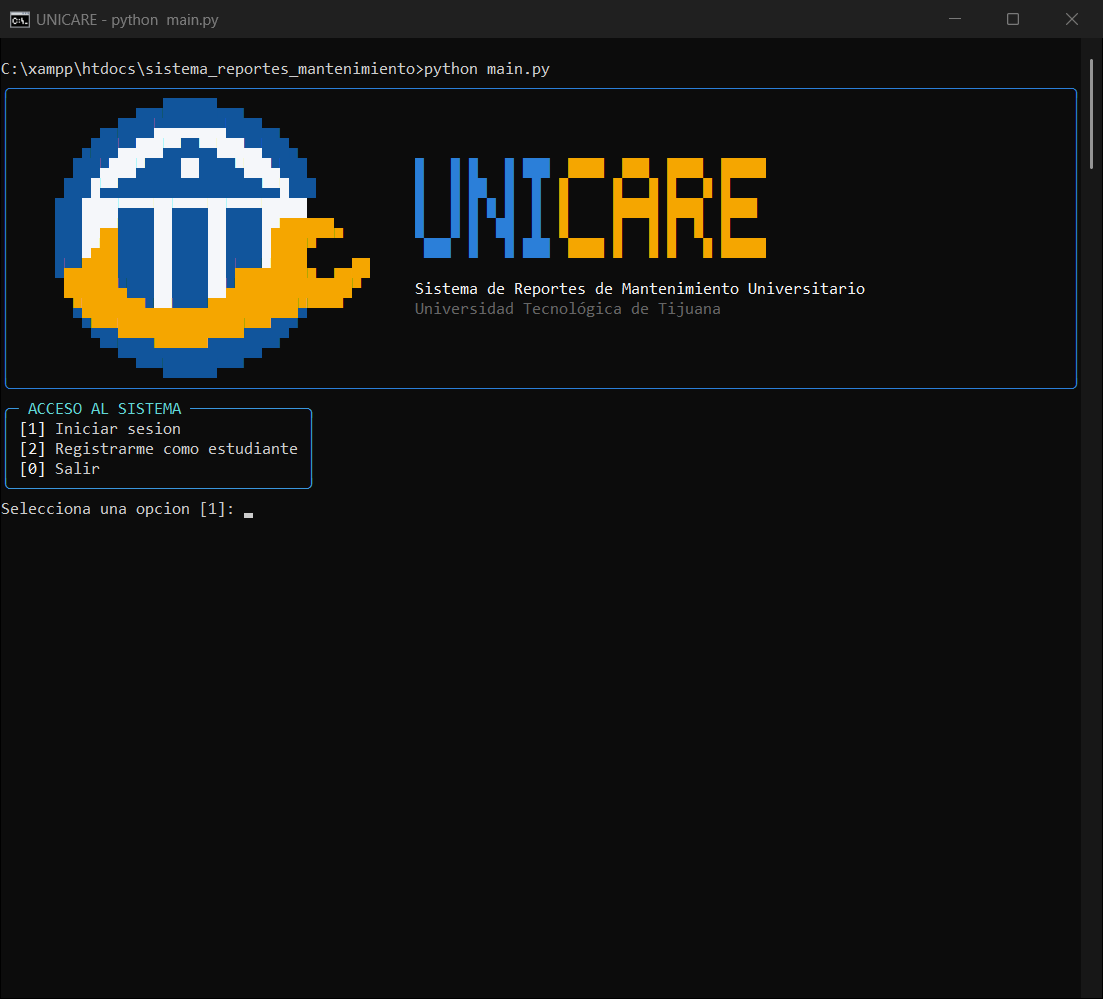 UNICARE - python  main.py
C:\xampp\htdocs\sistema_reportes_mantenimiento>python main.py
UNICARE
Sistema de Reportes de Mantenimiento Universitario
Universidad Tecnológica de Tijuana
ACCESO AL SISTEMA
[1] Iniciar sesion
[2] Registrarme como estudiante
[0] Salir
Selecciona una opcion [1]: